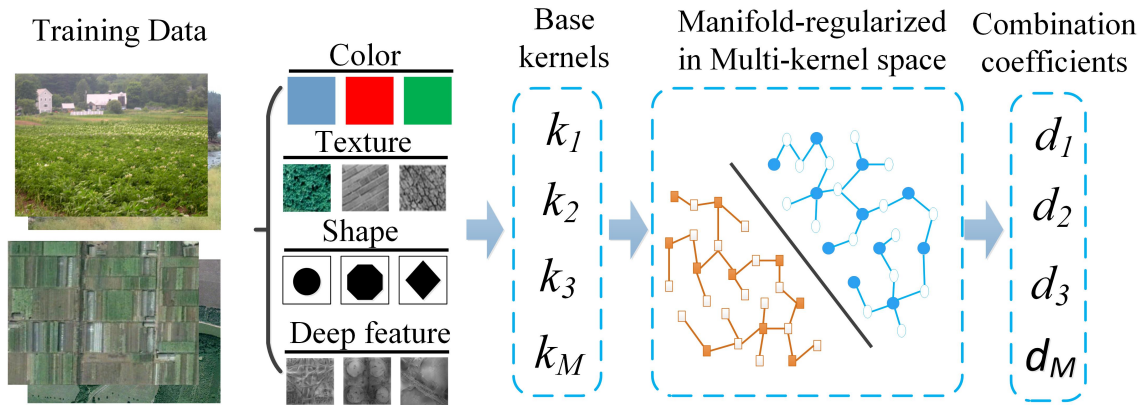 Training Data
Color
Texture
Shape
Deep feature
Base
kernels
k1
k2
k3
kM
Manifold-regularized
in Multi-kernel space
Combination
coefficients
d1
d2
d3
dM